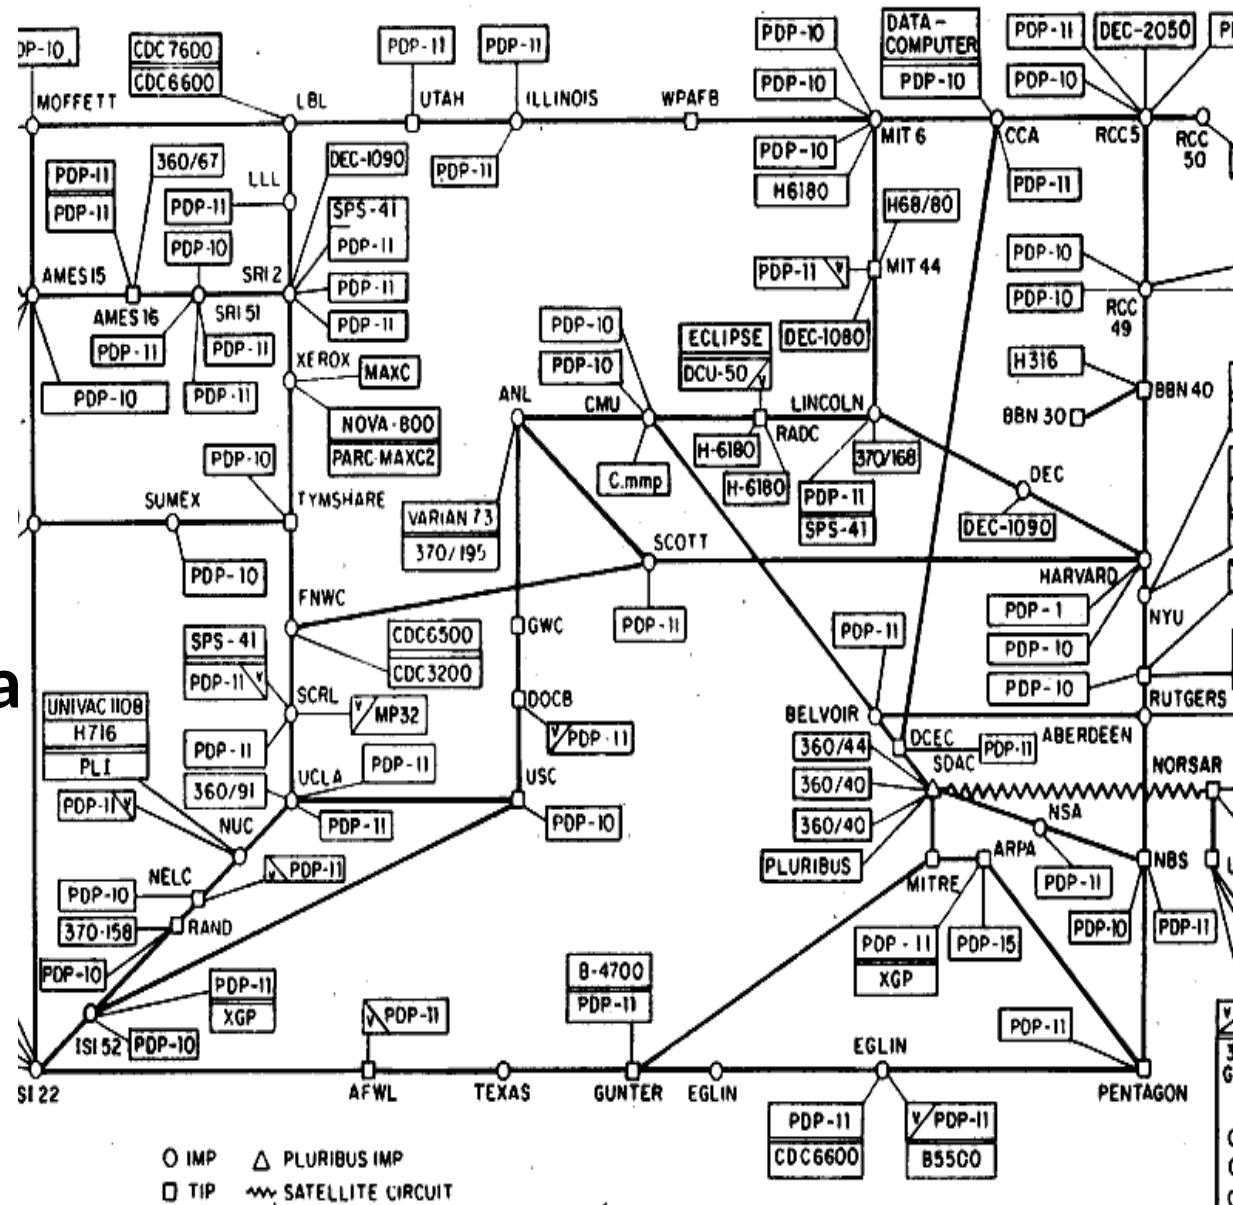 DP-10
CDC 7600
CDC6600
PDP-11
PDP-11
PDP-10
PDP-10
DATA-
COMPUTER
PDP-10
PDP-11
DEC-2050
PDP-10
MOFFETT
LBL
UTAH
ILLINOIS
WPAFB
MIT 6
CCA
RCC5
RCC
50
PDP-11
PDP-11
360/67
LLL
PDP-11
PDP-10
DEC-1090
SPS-41
PDP-11
PDP-11
PDP-11
PDP-11
PDP-10
H6180
H68/80
PDP-11
PDP-11 V
MIT 44
DEC-1080
PDP-10
PDP-10
RCC
49
AMES15
AMES 16
SRI 51
SRI 2
PDP-11
PDP-11
PDP-10
PDP-11
XEROX
MAXC
NOVA-800
PARC-MAXC2
PDP-10
PDP-10
ECLIPSE
DCU-50 V
H316
BBN 40
BBN 30
ANL
CMU
RADC
LINCOLN
C.mmp
H-6180
H-6180
370/168
PDP-11
SPS-41
DEC
DEC-1090
PDP-10
SUMEX
TYMSHARE
PDP-10
VARIAN 73
370/195
SCOTT
PDP-11
HARVARD
PDP-1
PDP-10
NYU
FNWC
CDC6500
CDC3200
GWC
SPS-41
PDP-11 V
SCRL
V MP32
DOCB
V PDP-11
PDP-11
PDP-10
RUTGERS
a
UNIVAC 1108
H716
PLI
PDP-11 V
PDP-11
360/91
UCLA
PDP-11
PDP-11
USC
PDP-10
BELVOIR
360/44
360/40
360/40
PLURIBUS
DCEC
PDP-11
ABERDEEN
SDAC
NORSAR
NSA
PDP-11
NBS
PDP-10
PDP-11
NUC
NELC
PDP-10
V PDP-11
370-158
RAND
PDP-10
MITRE
ARPA
PDP-11
XGP
PDP-15
PDP-11
XGP
ISI 52
PDP-10
V PDP-11
B-4700
PDP-11
PDP-11
SI 22
AFWL
TEXAS
GUNTER
EGLIN
EGLIN
PENTAGON
PDP-11
CDC6600
V PDP-11
B5500
IMP
PLURIBUS IMP
TIP
SATELLITE CIRCUIT